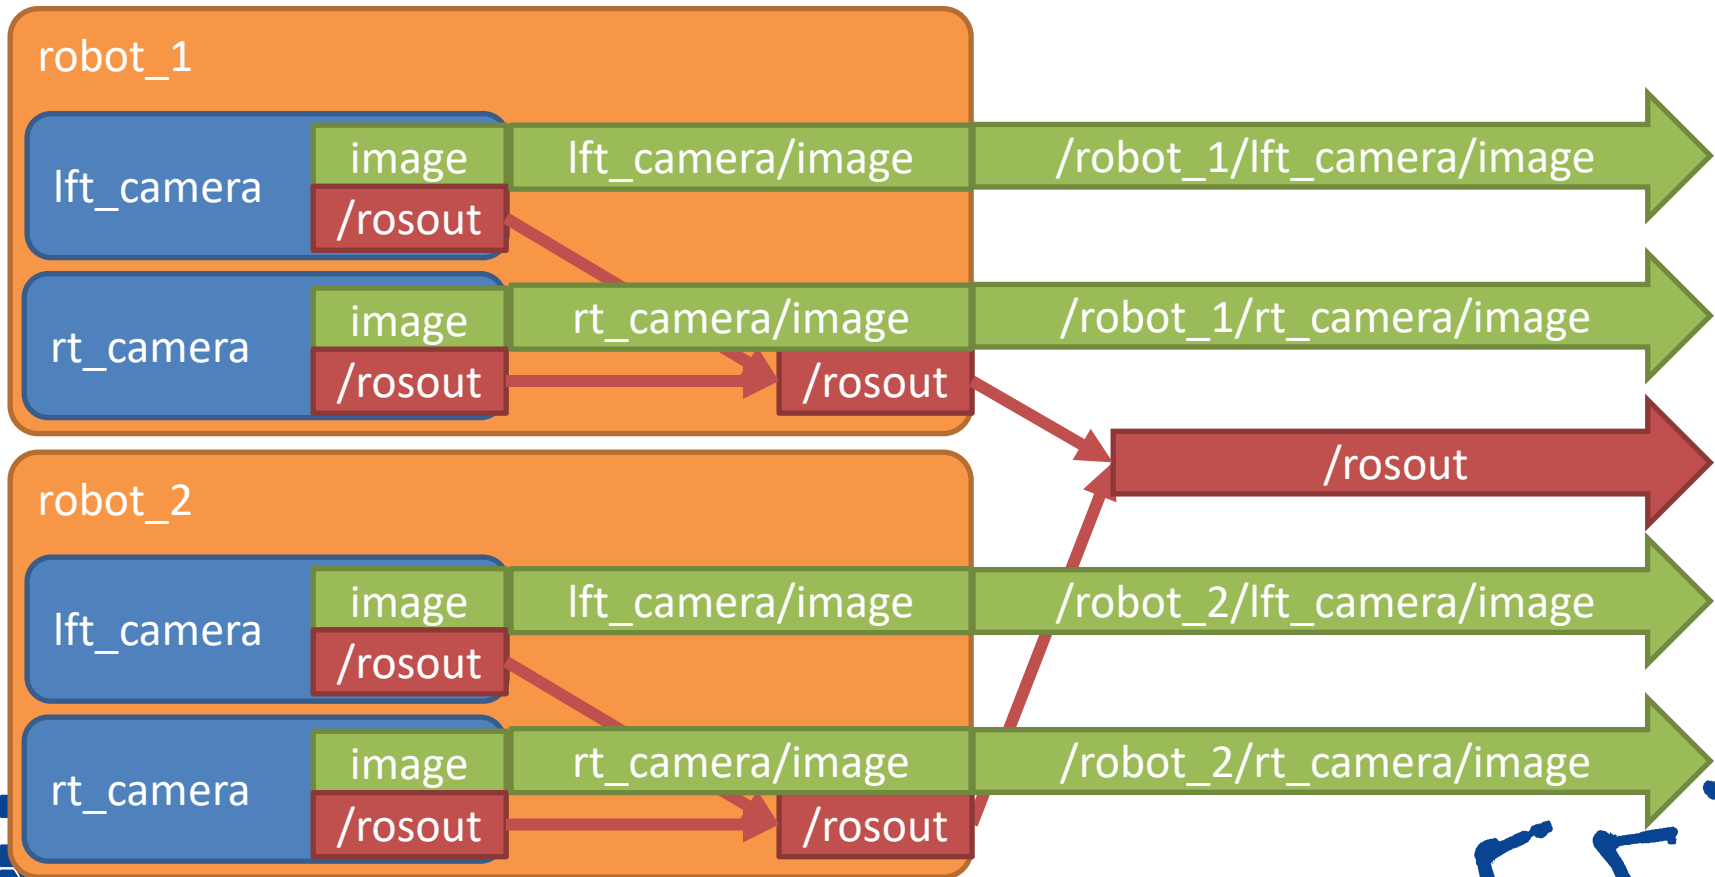 robot_1
image lft_camera/image /robot_1/lft_camera/image
lft_camera
/rosout
image rt_camera/image /robot_1/rt_camera/image
rt_camera
/rosout /rosout
/rosout
robot_2
image lft_camera/image /robot_2/lft_camera/image
lft_camera
/rosout
image rt_camera/image /robot_2/rt_camera/image
rt_camera
/rosout /rosout